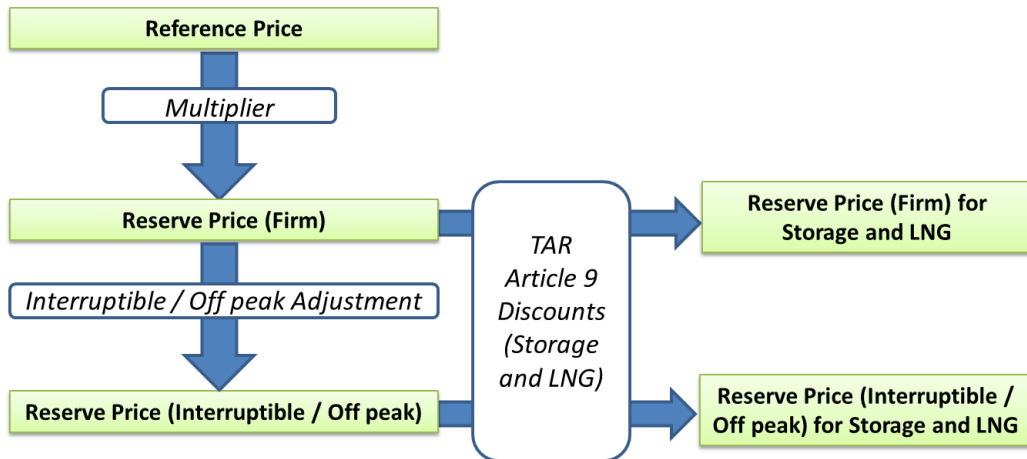 Reference Price
Multiplier
Reserve Price (Firm)
Interruptible / Off peak Adjustment
Reserve Price (Interruptible / Off peak)
TAR
Article 9
Discounts
(Storage
and LNG)
Reserve Price (Firm) for
Storage and LNG
Reserve Price (Interruptible /
Off peak) for Storage and LNG